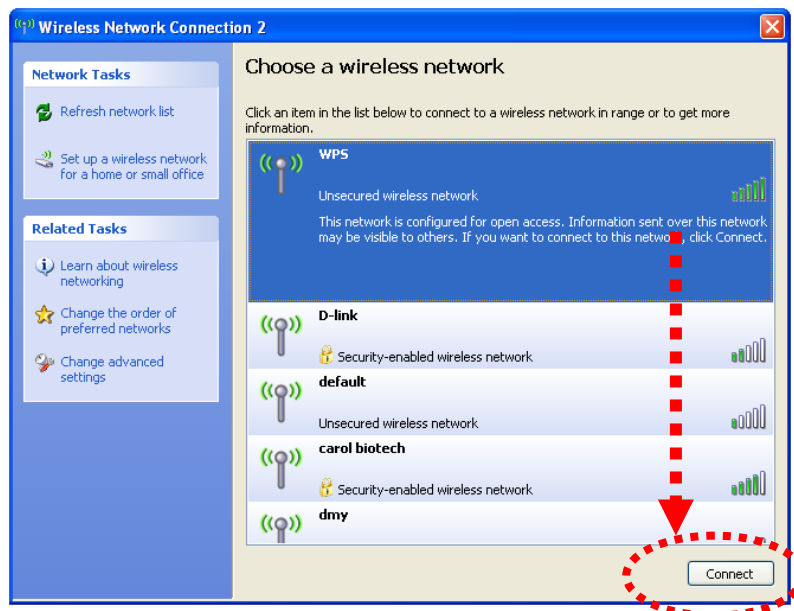 Wireless Network Connection 2
Network Tasks
Refresh network list
Set up a wireless network
for a home or small office
Related Tasks
Learn about wireless
networking
Change the order of
preferred networks
Change advanced
settings
Choose a wireless network
Click an item in the list below to connect to a wireless network in range or to get more
information.
WPS
Unsecured wireless network
This network is configured for open access. Information sent over this network
may be visible to others. If you want to connect to this network, click Connect.
D-link
Security-enabled wireless network
default
Unsecured wireless network
carol biotech
Security-enabled wireless network
dmy
Connect